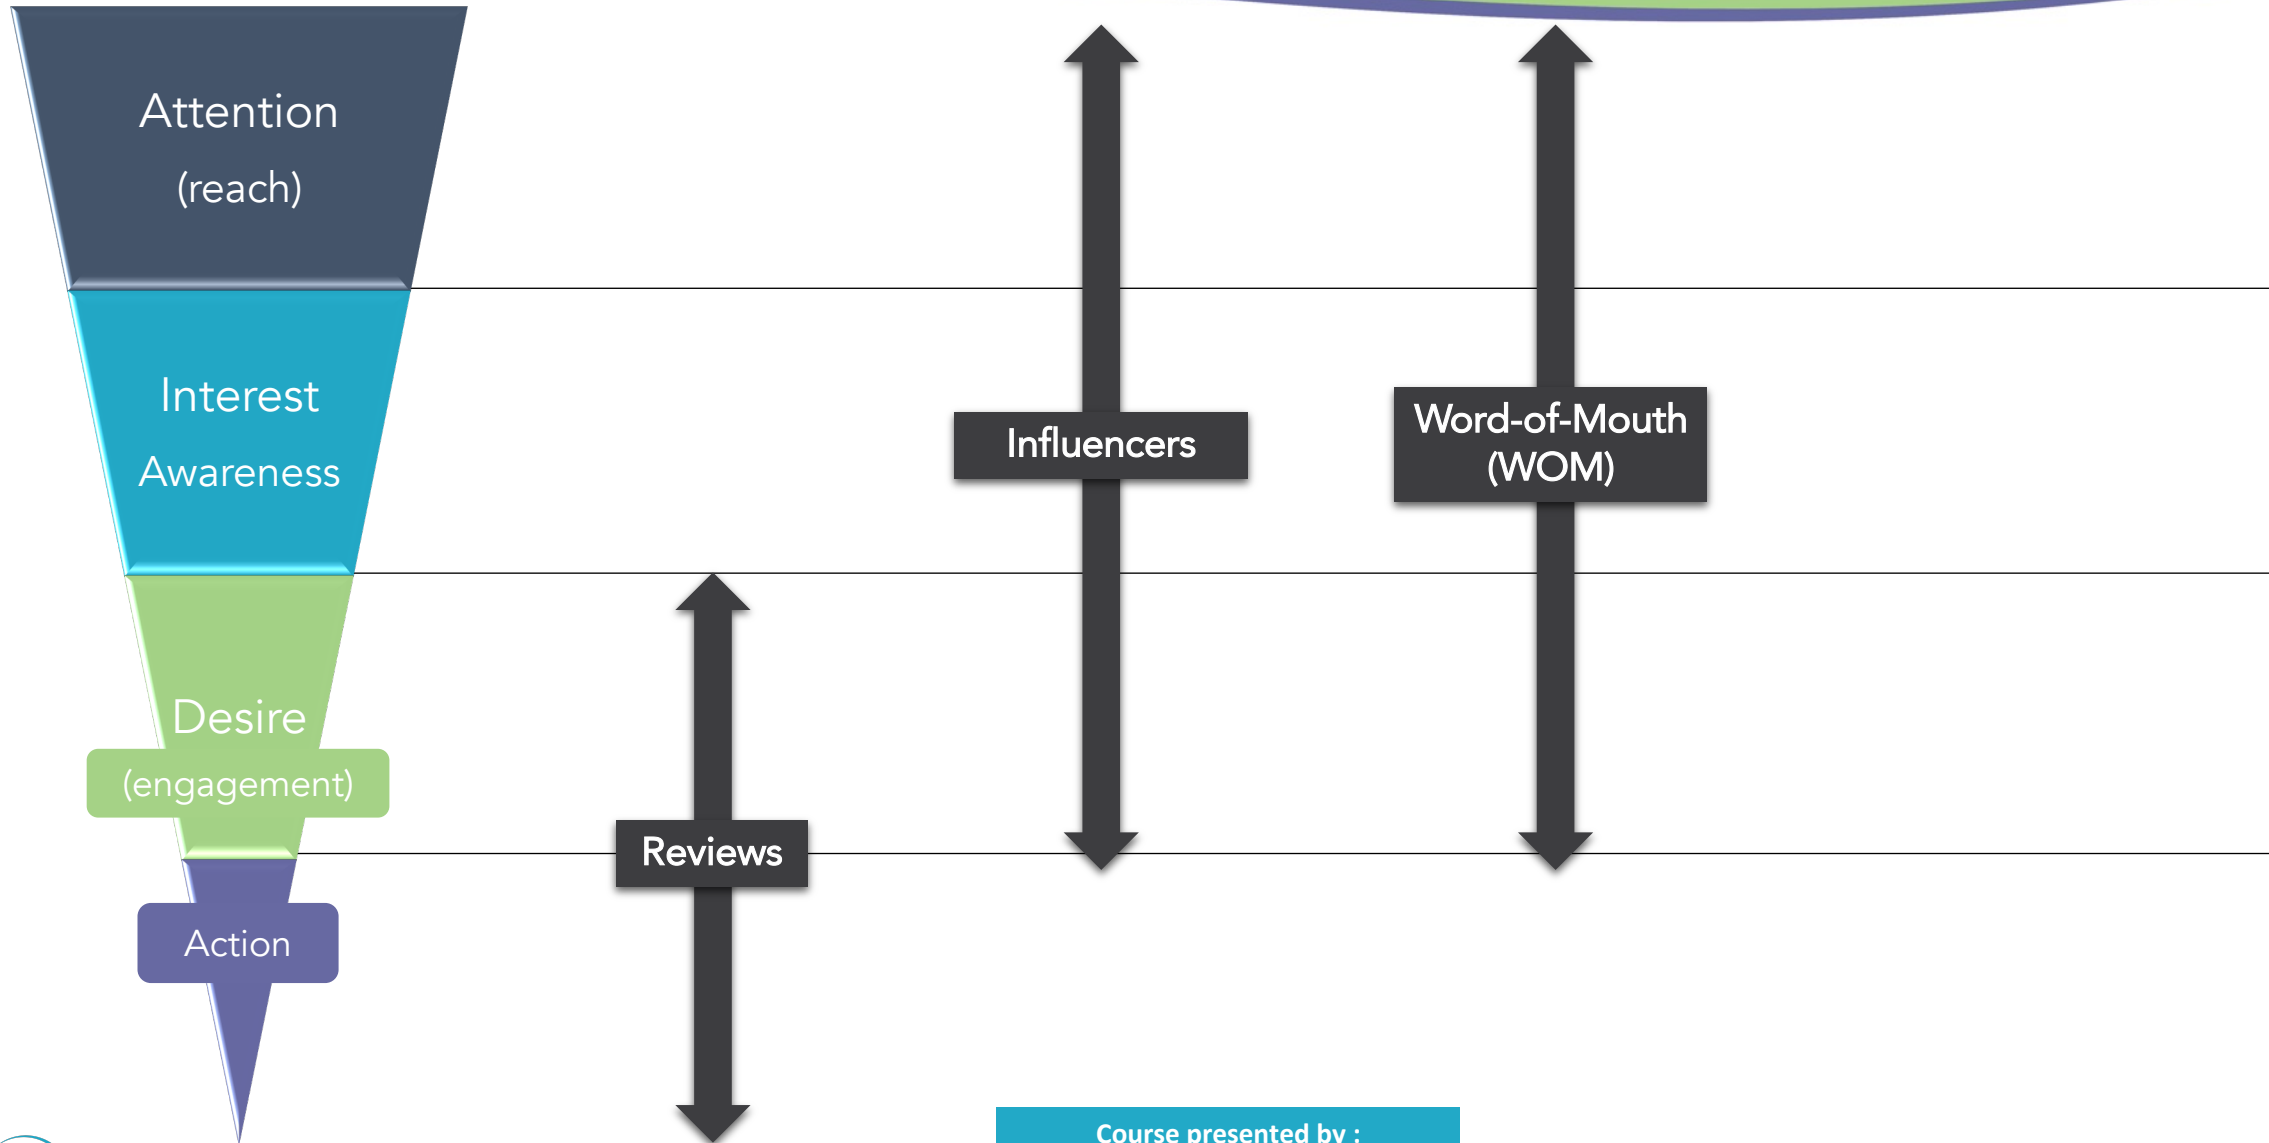 Attention
(reach)
Interest
Awareness
Influencers
Word-of-Mouth
(WOM)
Desire
(engagement)
Reviews
Action
Course presented by :